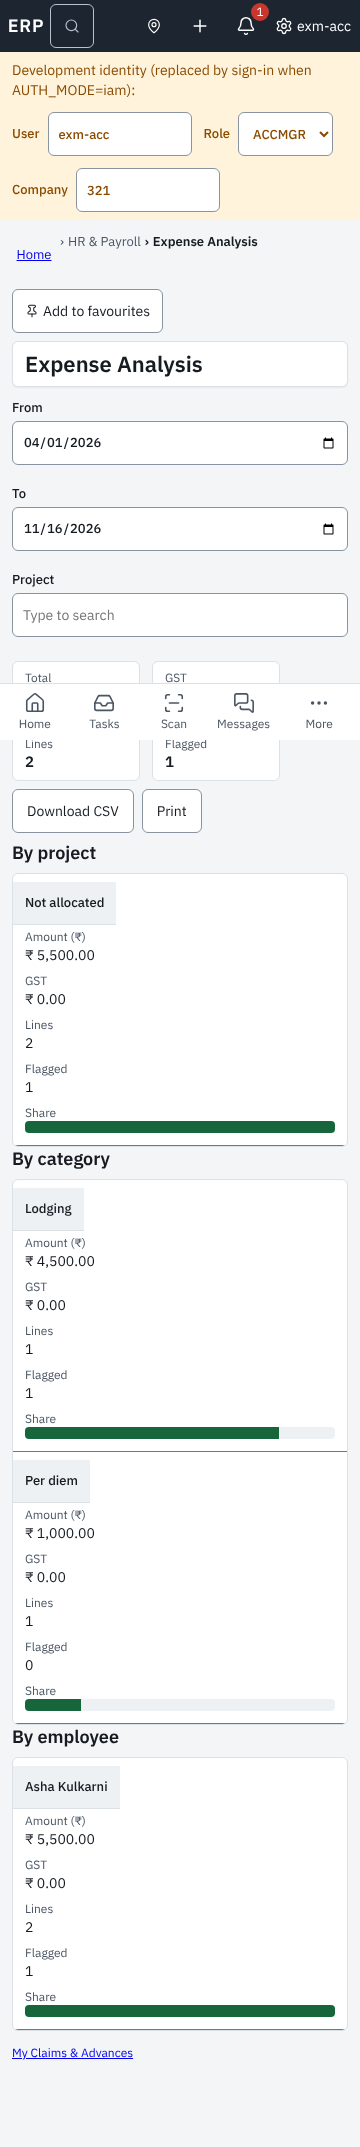 ERP
1
exm-acc
Development identity (replaced by sign-in when
AUTH_MODE=iam):
User
exm-acc
Role
ACCMGR
Company
321
Home
› HR & Payroll › Expense Analysis
Add to favourites
Expense Analysis
From
04/01/2026
To
11/16/2026
Project
Type to search
Total
GST
Home
Tasks
Scan
Messages
More
Lines
2
Flagged
1
Download CSV
Print
By project
Not allocated
Amount (₹)
₹ 5,500.00
GST
₹ 0.00
Lines
2
Flagged
1
Share
By category
Lodging
Amount (₹)
₹ 4,500.00
GST
₹ 0.00
Lines
1
Flagged
1
Share
Per diem
Amount (₹)
₹ 1,000.00
GST
₹ 0.00
Lines
1
Flagged
0
Share
By employee
Asha Kulkarni
Amount (₹)
₹ 5,500.00
GST
₹ 0.00
Lines
2
Flagged
1
Share
My Claims & Advances